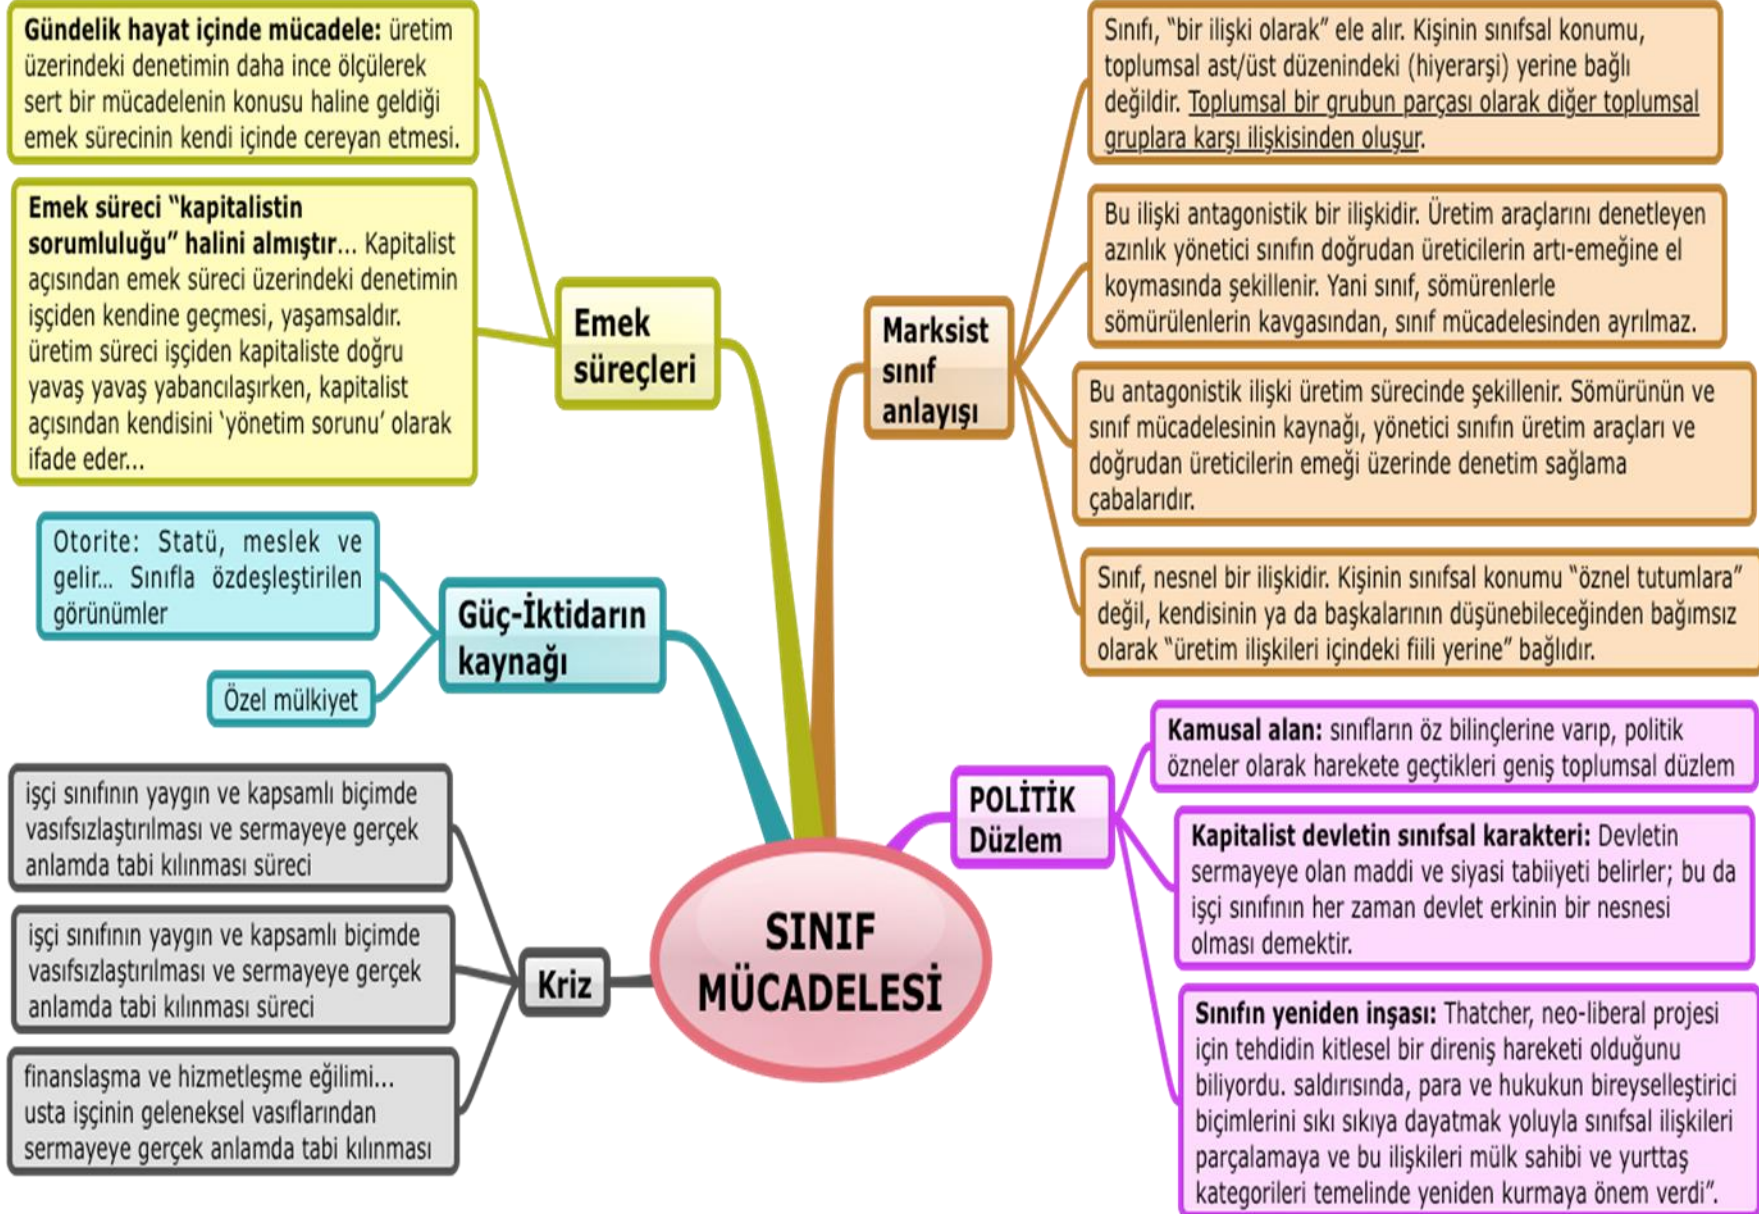 Gündelik hayat içinde mücadele: üretim
üzerindeki denetimin daha ince ölçülerek
sert bir mücadelenin konusu haline geldiği
emek sürecinin kendi içinde cereyan etmesi.
Emek süreci “kapitalistin
sorumluluğu” halini almıştır... Kapitalist
açısından emek süreci üzerindeki denetimin
işçiden kendine geçmesi, yaşamsaldır.
üretim süreci işçiden kapitaliste doğru
yavaş yavaş yabancılaşırken, kapitalist
açısından kendisini ‘yönetim sorunu’ olarak
ifade eder...
Emek
süreçleri
Otorite: Statü, meslek ve
gelir... Sınıfla özdeşleştirilen
görünümler
Özel mülkiyet
Güç-İktidarın
kaynağı
işçi sınıfının yaygın ve kapsamlı biçimde
vasıfsızlaştırılması ve sermayeye gerçek
anlamda tabi kılınması süreci
işçi sınıfının yaygın ve kapsamlı biçimde
vasıfsızlaştırılması ve sermayeye gerçek
anlamda tabi kılınması süreci
finanslaşma ve hizmetleşme eğilimi...
usta işçinin geleneksel vasıflarından
sermayeye gerçek anlamda tabi kılınması
Kriz
SINIF
MÜCADELESİ
Marksist
sınıf
anlayışı
Sınıfı, “bir ilişki olarak” ele alır. Kişinin sınıfsal konumu,
toplumsal ast/üst düzenindeki (hiyerarşi) yerine bağlı
değildir. Toplumsal bir grubun parçası olarak diğer toplumsal
gruplara karşı ilişkisinden oluşur.
Bu ilişki antagonistik bir ilişkidir. Üretim araçlarını denetleyen
azınlık yönetici sınıfın doğrudan üreticilerin artı-emeğine el
koymasında şekillenir. Yani sınıf, sömürenlerle
sömürülenlerin kavgasından, sınıf mücadelesinden ayrılmaz.
Bu antagonistik ilişki üretim sürecinde şekillenir. Sömürünün ve
sınıf mücadelesinin kaynağı, yönetici sınıfın üretim araçları ve
doğrudan üreticilerin emeği üzerinde denetim sağlama
çabalarıdır.
Sınıf, nesnel bir ilişkidir. Kişinin sınıfsal konumu “öznel tutumlara”
değil, kendisinin ya da başkalarının düşünebileceğinden bağımsız
olarak “üretim ilişkileri içindeki fiili yerine” bağlıdır.
POLİTİK
Düzlem
Kamusal alan: sınıfların öz bilinçlerine varıp, politik
özneler olarak harekete geçtikleri geniş toplumsal düzlem
Kapitalist devletin sınıfsal karakteri: Devletin
sermayeye olan maddi ve siyasi tabiiyeti belirler; bu da
işçi sınıfının her zaman devlet erkinin bir nesnesi
olması demektir.
Sınıfın yeniden inşası: Thatcher, neo-liberal projesi
için tehdidin kitlesel bir direniş hareketi olduğunu
biliyordu. saldırısında, para ve hukukun bireyselleştirici
biçimlerini sıkı sıkıya dayatmak yoluyla sınıfsal ilişkileri
parçalamaya ve bu ilişkileri mülk sahibi ve yurttaş
kategorileri temelinde yeniden kurmaya önem verdi”.